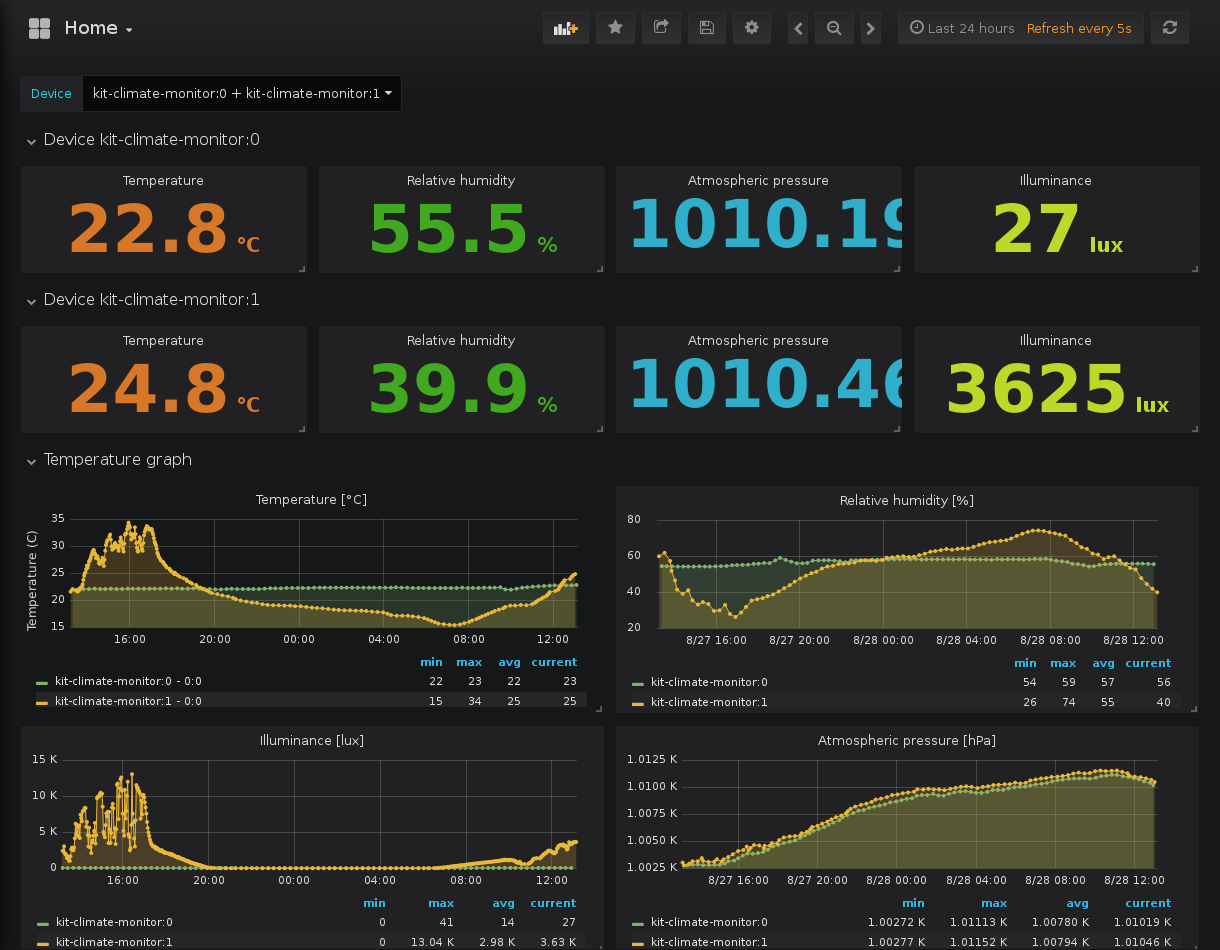 Home
Last 24 hours Refresh every 5s
Device kit-climate-monitor:0 + kit-climate-monitor:1
Device kit-climate-monitor:0
Temperature
22.8 °C
Relative humidity
55.5 %
Atmospheric pressure
1010.19
Illuminance
27 lux
Device kit-climate-monitor:1
Temperature
24.8 °C
Relative humidity
39.9 %
Atmospheric pressure
1010.46
Illuminance
3625 lux
Temperature graph
Temperature [°C]
Temperature (C)
35
30
25
20
15
16:00 20:00 00:00 04:00 08:00 12:00
min max avg current
kit-climate-monitor:0 - 0:0 22 23 22 23
kit-climate-monitor:1 - 0:0 15 34 25 25
Relative humidity [%]
80
60
40
20
8/27 16:00 8/27 20:00 8/28 00:00 8/28 04:00 8/28 08:00 8/28 12:00
min max avg current
kit-climate-monitor:0 54 59 57 56
kit-climate-monitor:1 26 74 55 40
Illuminance [lux]
15 K
10 K
5 K
0
16:00 20:00 00:00 04:00 08:00 12:00
min max avg current
kit-climate-monitor:0 0 41 14 27
kit-climate-monitor:1 0 13.04 K 2.98 K 3.63 K
Atmospheric pressure [hPa]
1.0125 K
1.0100 K
1.0075 K
1.0050 K
1.0025 K
8/27 16:00 8/27 20:00 8/28 00:00 8/28 04:00 8/28 08:00 8/28 12:00
min max avg current
kit-climate-monitor:0 1.00272 K 1.01113 K 1.00780 K 1.01019 K
kit-climate-monitor:1 1.00277 K 1.01152 K 1.00794 K 1.01046 K